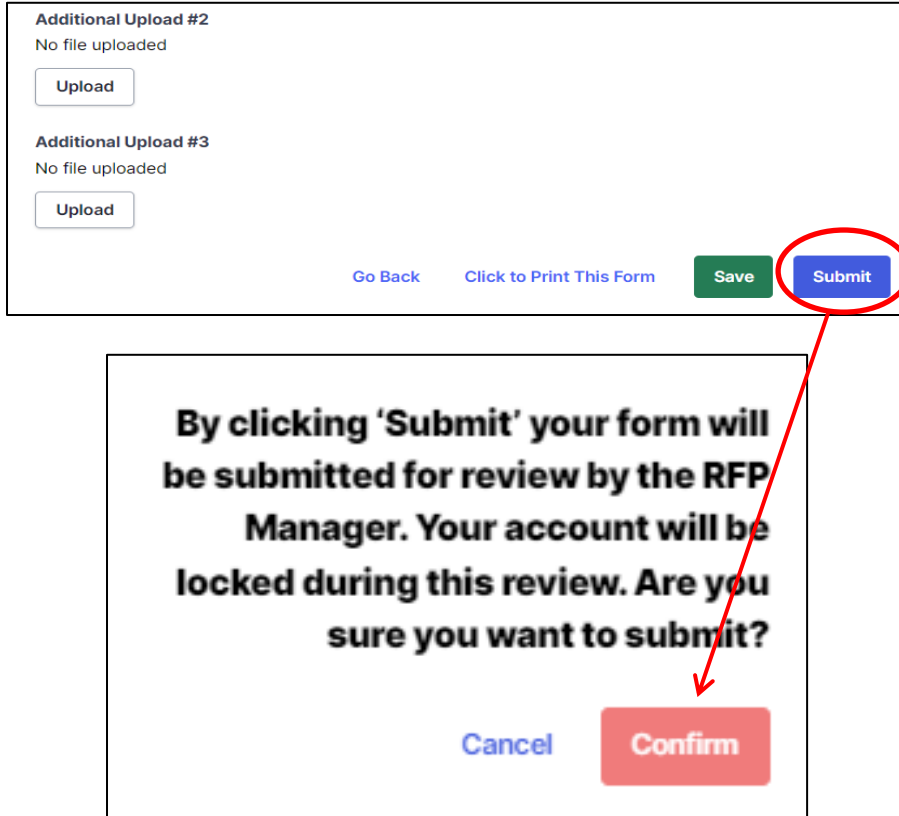 Additional Upload #2
No file uploaded
Upload
Additional Upload #3
No file uploaded
Upload
Go Back Click to Print This Form Save Submit
By clicking ‘Submit’ your form will
be submitted for review by the RFP
Manager. Your account will be
locked during this review. Are you
sure you want to submit?
Cancel Confirm